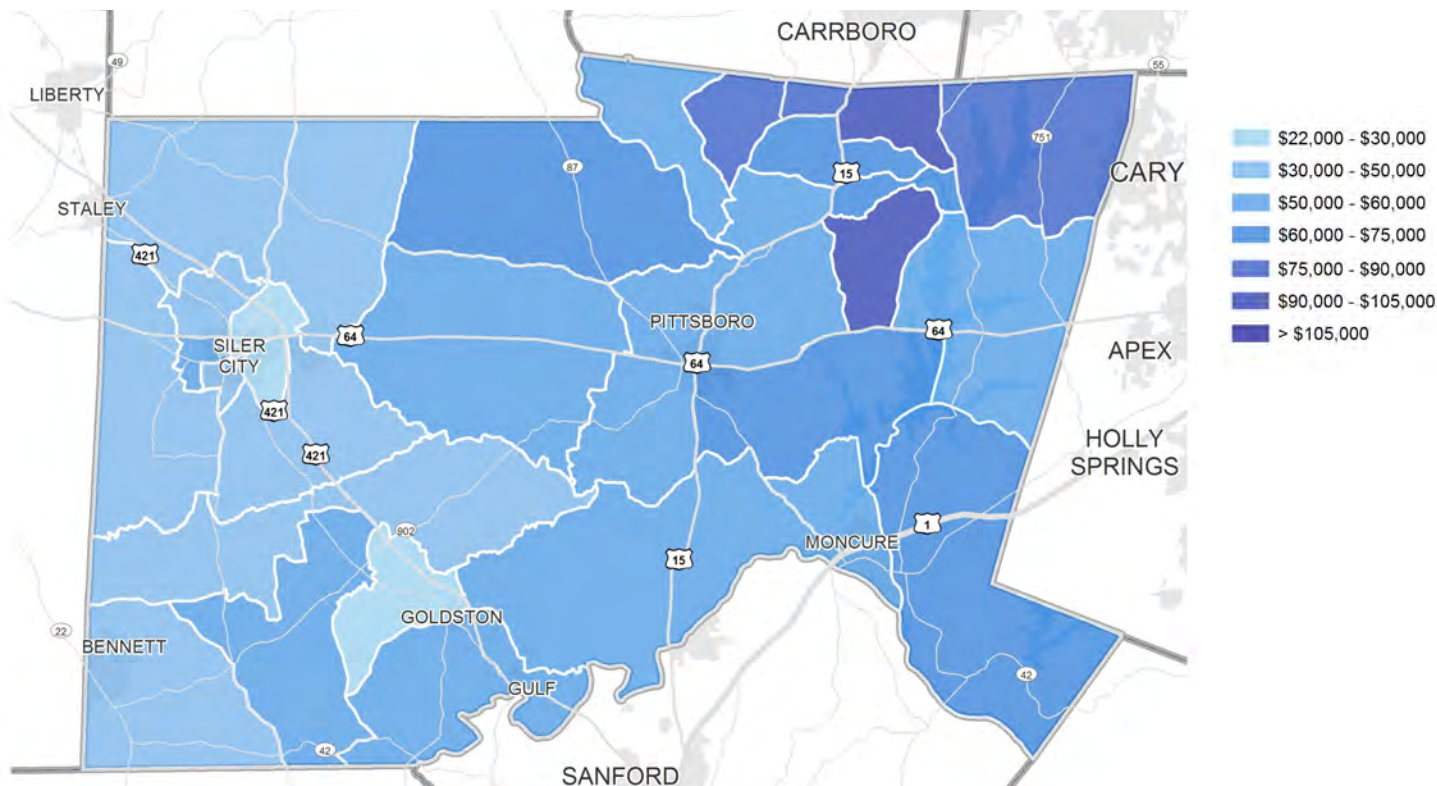 CARRBORO
49
55
LIBERTY
751
87
15
CARY
STALEY
421
PITTSBORO
64
64
64
SILER
CITY
APEX
421
HOLLY
SPRINGS
421
902
1
MONCURE
15
GOLDSTON
22
BENNETT
42
GULF
42
SANFORD
$22,000 - $30,000
$30,000 - $50,000
$50,000 - $60,000
$60,000 - $75,000
$75,000 - $90,000
$90,000 - $105,000
> $105,000